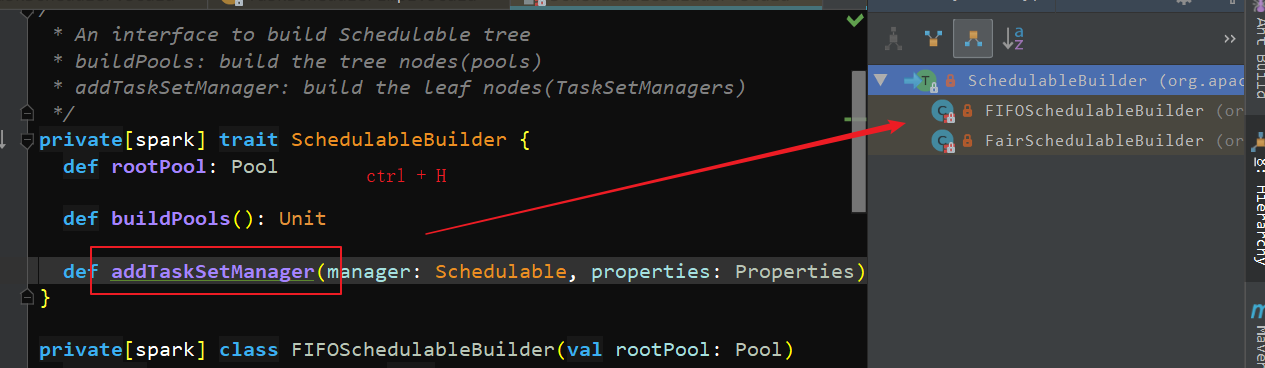 * An interface to build Schedulable tree
* buildPools: build the tree nodes(pools)
* addTaskSetManager: build the leaf nodes(TaskSetManagers)
*/
private[spark] trait SchedulableBuilder {
def rootPool: Pool
ctrl + H
def buildPools(): Unit
def addTaskSetManager(manager: Schedulable, properties: Properties)
}
private[spark] class FIFOSchedulableBuilder(val rootPool: Pool)
SchedulableBuilder (org.apac
FIFOSchedulableBuilder (or
FairSchedulableBuilder (or
Ant Build
8: Hierarchy
Maven